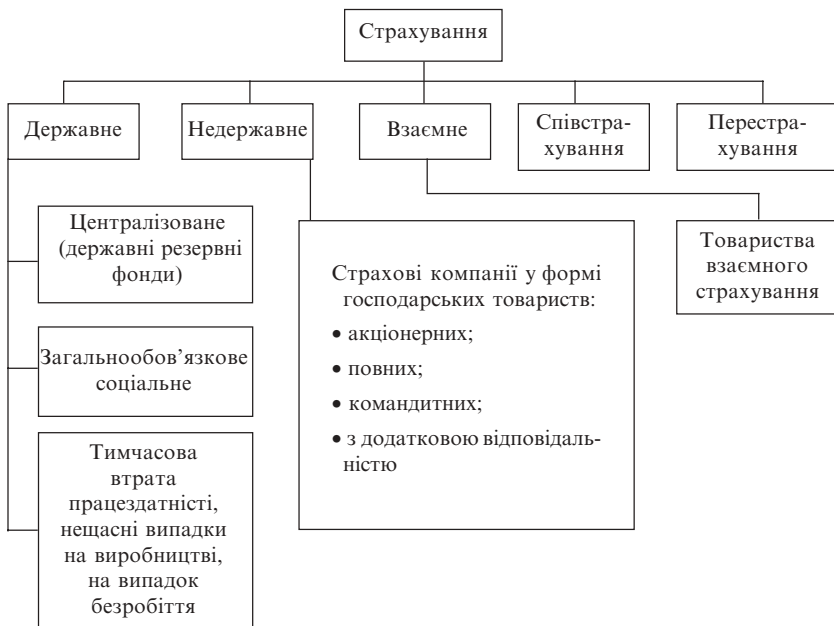 Страхування
Державне
Недержавне
Взаємне
Співстра-
хування
Перестра-
хування
Централізоване
(державні резервні
фонди)
Загальнообов’язкове
соціальне
Тимчасова
втрата
працездатністі,
нещасні випадки
на виробництві,
на випадок
безробіття
Страхові компанії у формі
господарських товариств:
• акціонерних;
• повних;
• командитних;
• з додатковою відповідаль-
ністю
Товариства
взаємного
страхування